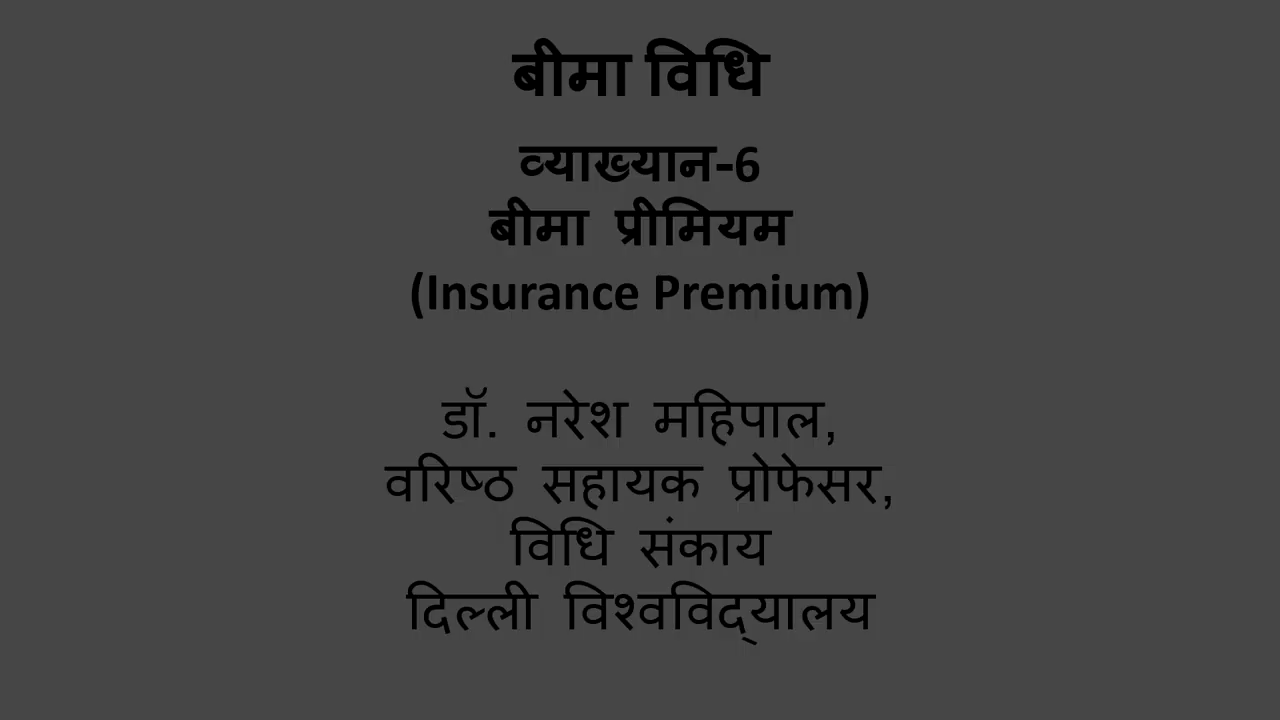 बीमा विधि
व्याख्यान-6
बीमा प्रीमियम
(Insurance Premium)
डॉ. नरेश महिपाल,
वरिष्ठ सहायक प्रोफेसर,
विधि संकाय
दिल्ली विश्वविद्यालय